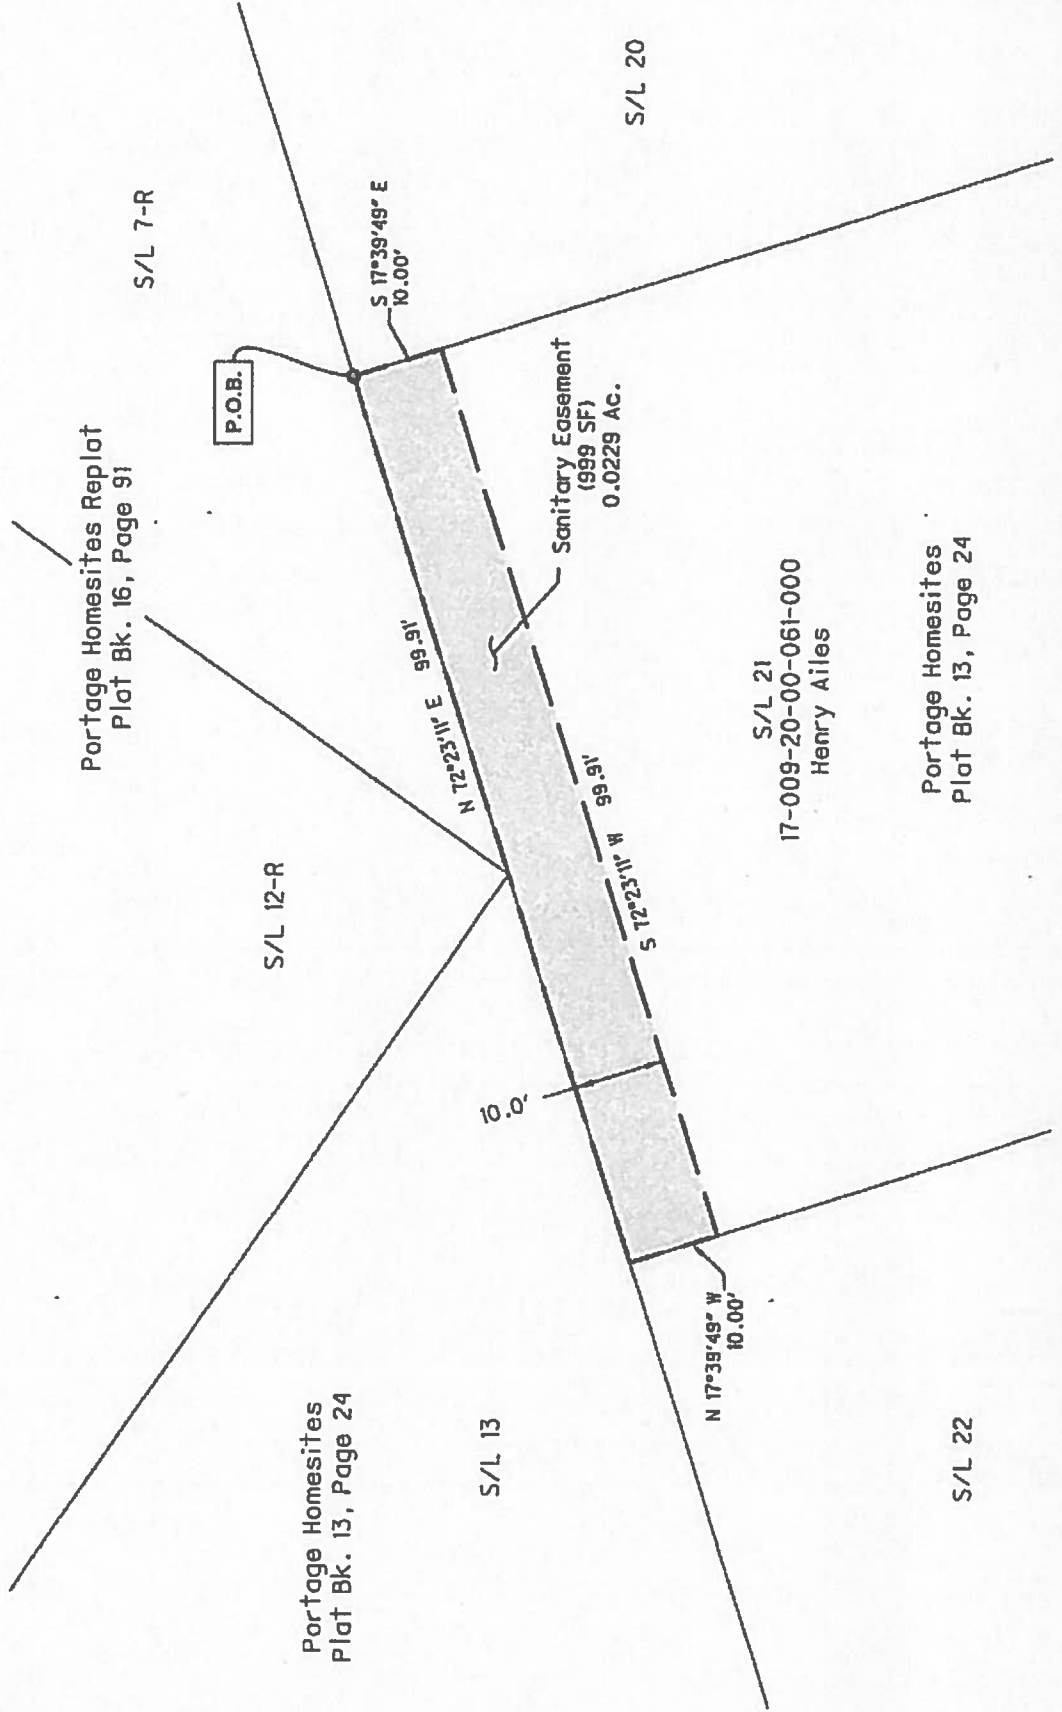 Portage Homesites Replat
Plat Bk. 16, Page 91
S/L 7-R
P.O.B.
S/L 20
S 17°39'49" E
10.00'
S/L 12-R
N 72°23'11" E 99.91'
Sanitary Easement
(999 SF)
0.0229 Ac.
10.0'
S 72°23'11" W 99.91'
Portage Homesites
Plat Bk. 13, Page 24
S/L 13
N 17°39'49" W
10.00'
S/L 21
17-009-20-00-061-000
Henry Ailes
Portage Homesites
Plat Bk. 13, Page 24
S/L 22